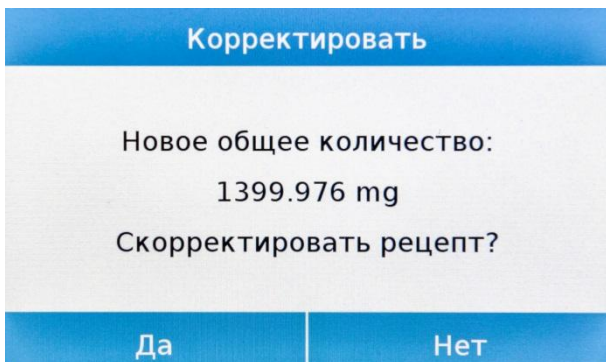 Корректировать
Новое общее количество:
1399.976 mg
Скорректировать рецепт?
Да
Нет